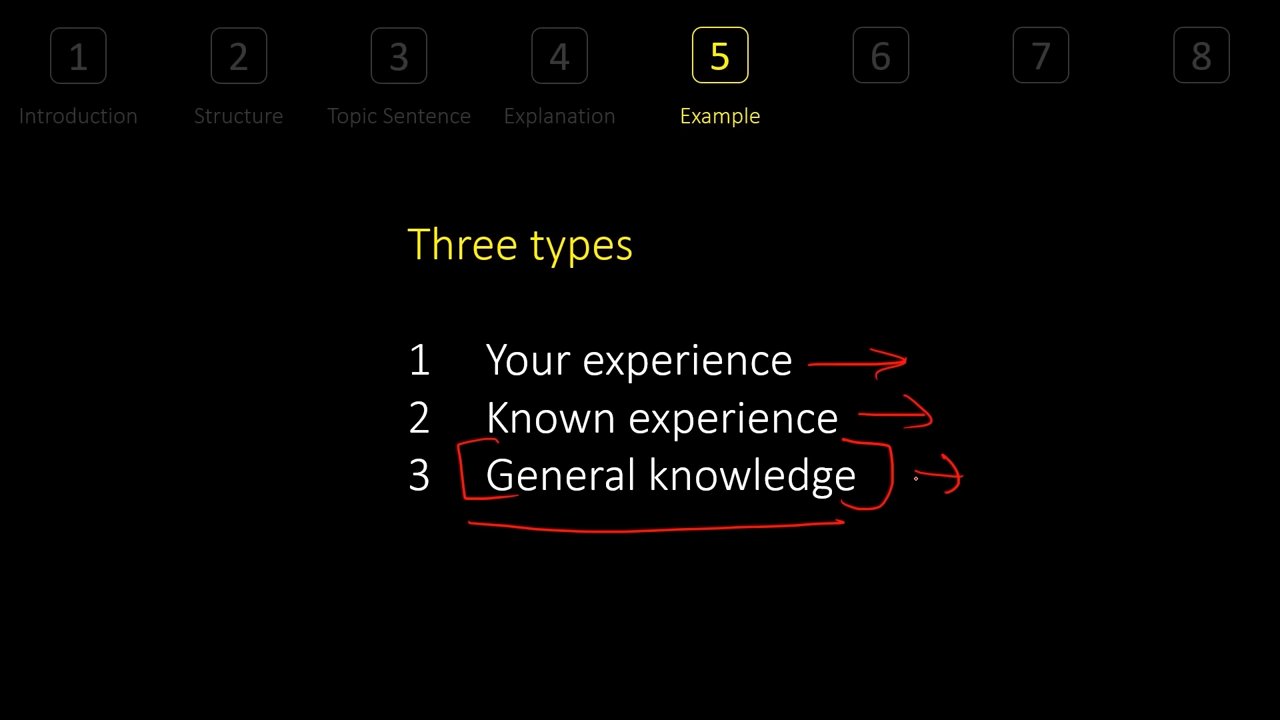 1 2 3 4 5 6 7 8
Introduction Structure Topic Sentence Explanation Example
Three types
1 Your experience
2 Known experience
3 General knowledge